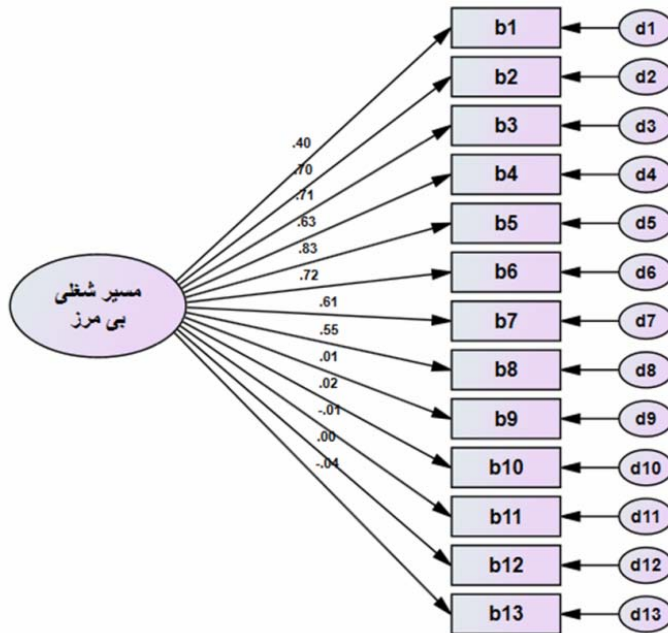 b1
d1
b2
d2
b3
d3
.40
b4
d4
.70
.71
.63
b5
d5
.83
.72
b6
d6
مسیر شغلی
بی مرز
.61
b7
d7
.55
b8
d8
.01
.02
b9
d9
-.01
.00
b10
d10
-.04
b11
d11
b12
d12
b13
d13